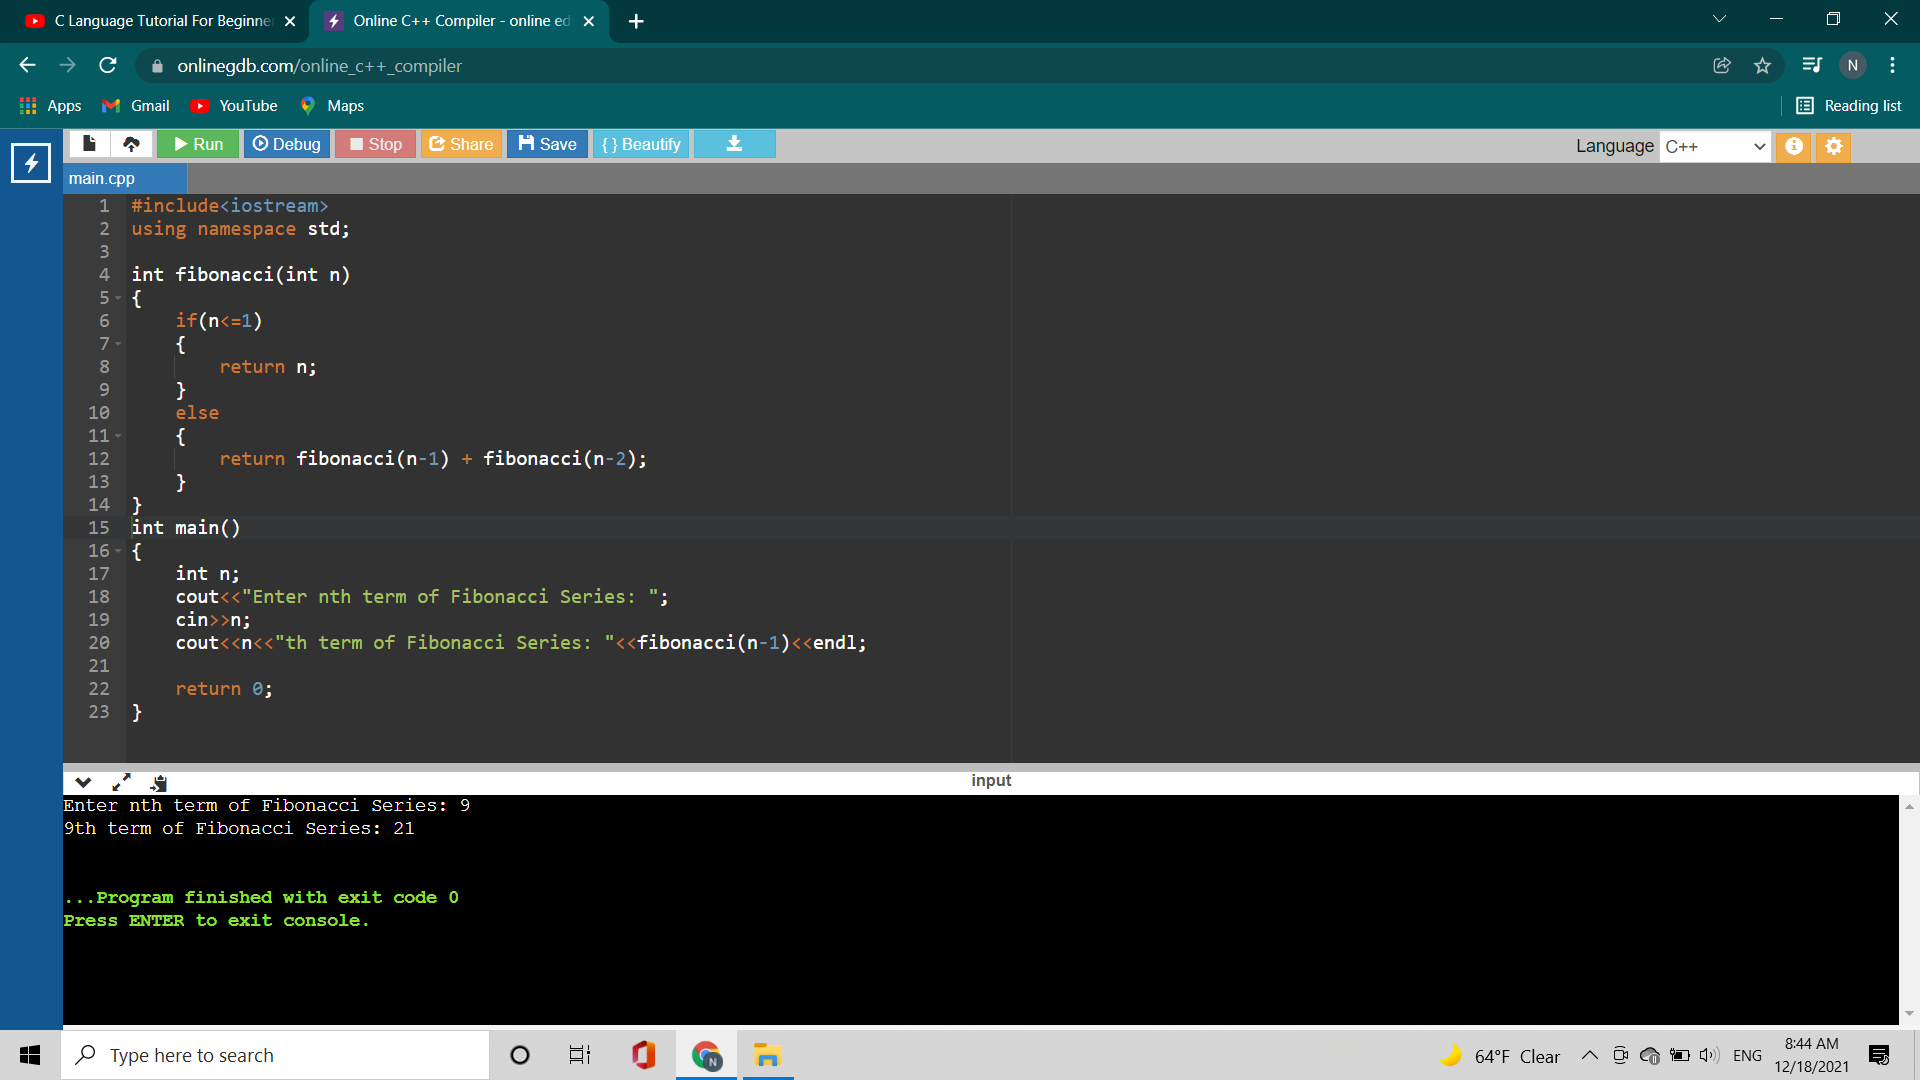 C Language Tutorial For Beginne
Online C++ Compiler - online ed
onlinegdb.com/online_c++_compiler
N
Apps Gmail YouTube Maps Reading list
Run Debug Stop Share Save { } Beautify Language C++
main.cpp
1 #include<iostream>
2 using namespace std;
3
4 int fibonacci(int n)
5 {
6 if(n<=1)
7 {
8 return n;
9 }
10 else
11 {
12 return fibonacci(n-1) + fibonacci(n-2);
13 }
14 }
15 int main()
16 {
17 int n;
18 cout<<"Enter nth term of Fibonacci Series: ";
19 cin>>n;
20 cout<<n<<"th term of Fibonacci Series: "<<fibonacci(n-1)<<endl;
21
22 return 0;
23 }
input
Enter nth term of Fibonacci Series: 9
9th term of Fibonacci Series: 21
...Program finished with exit code 0
Press ENTER to exit console.
Type here to search
N
64°F Clear
ENG
8:44 AM
12/18/2021